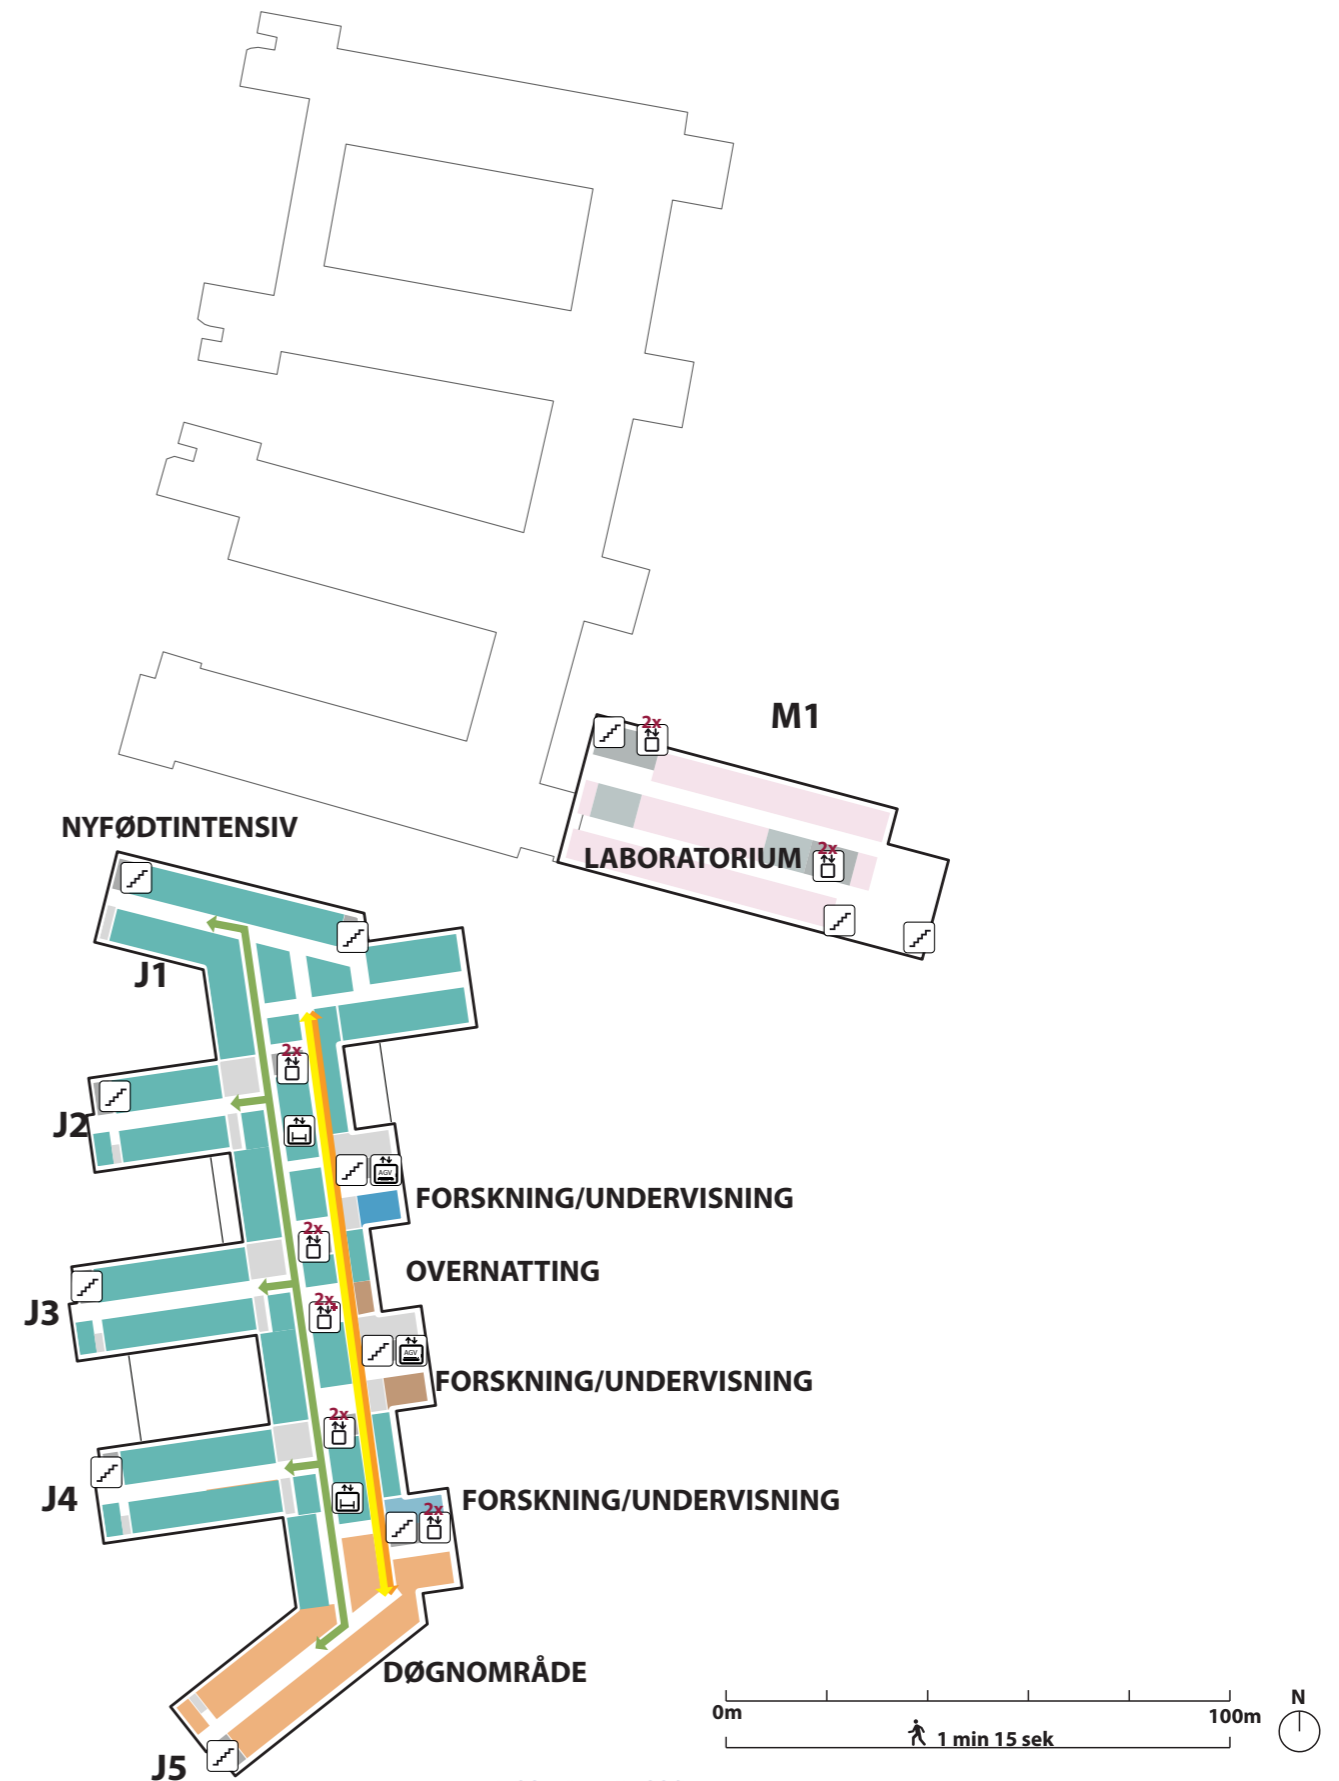 M1
2x
NYFØDTINTENSIV
2x
LABORATORIUM
J1
2x
J2
AGV
FORSKNING/UNDERVISNING
2x
OVERNATTING
J3
2x
AGV
FORSKNING/UNDERVISNING
2x
J4
FORSKNING/UNDERVISNING
2x
DØGNOMRÅDE
N
0m
100m
1 min 15 sek
J5